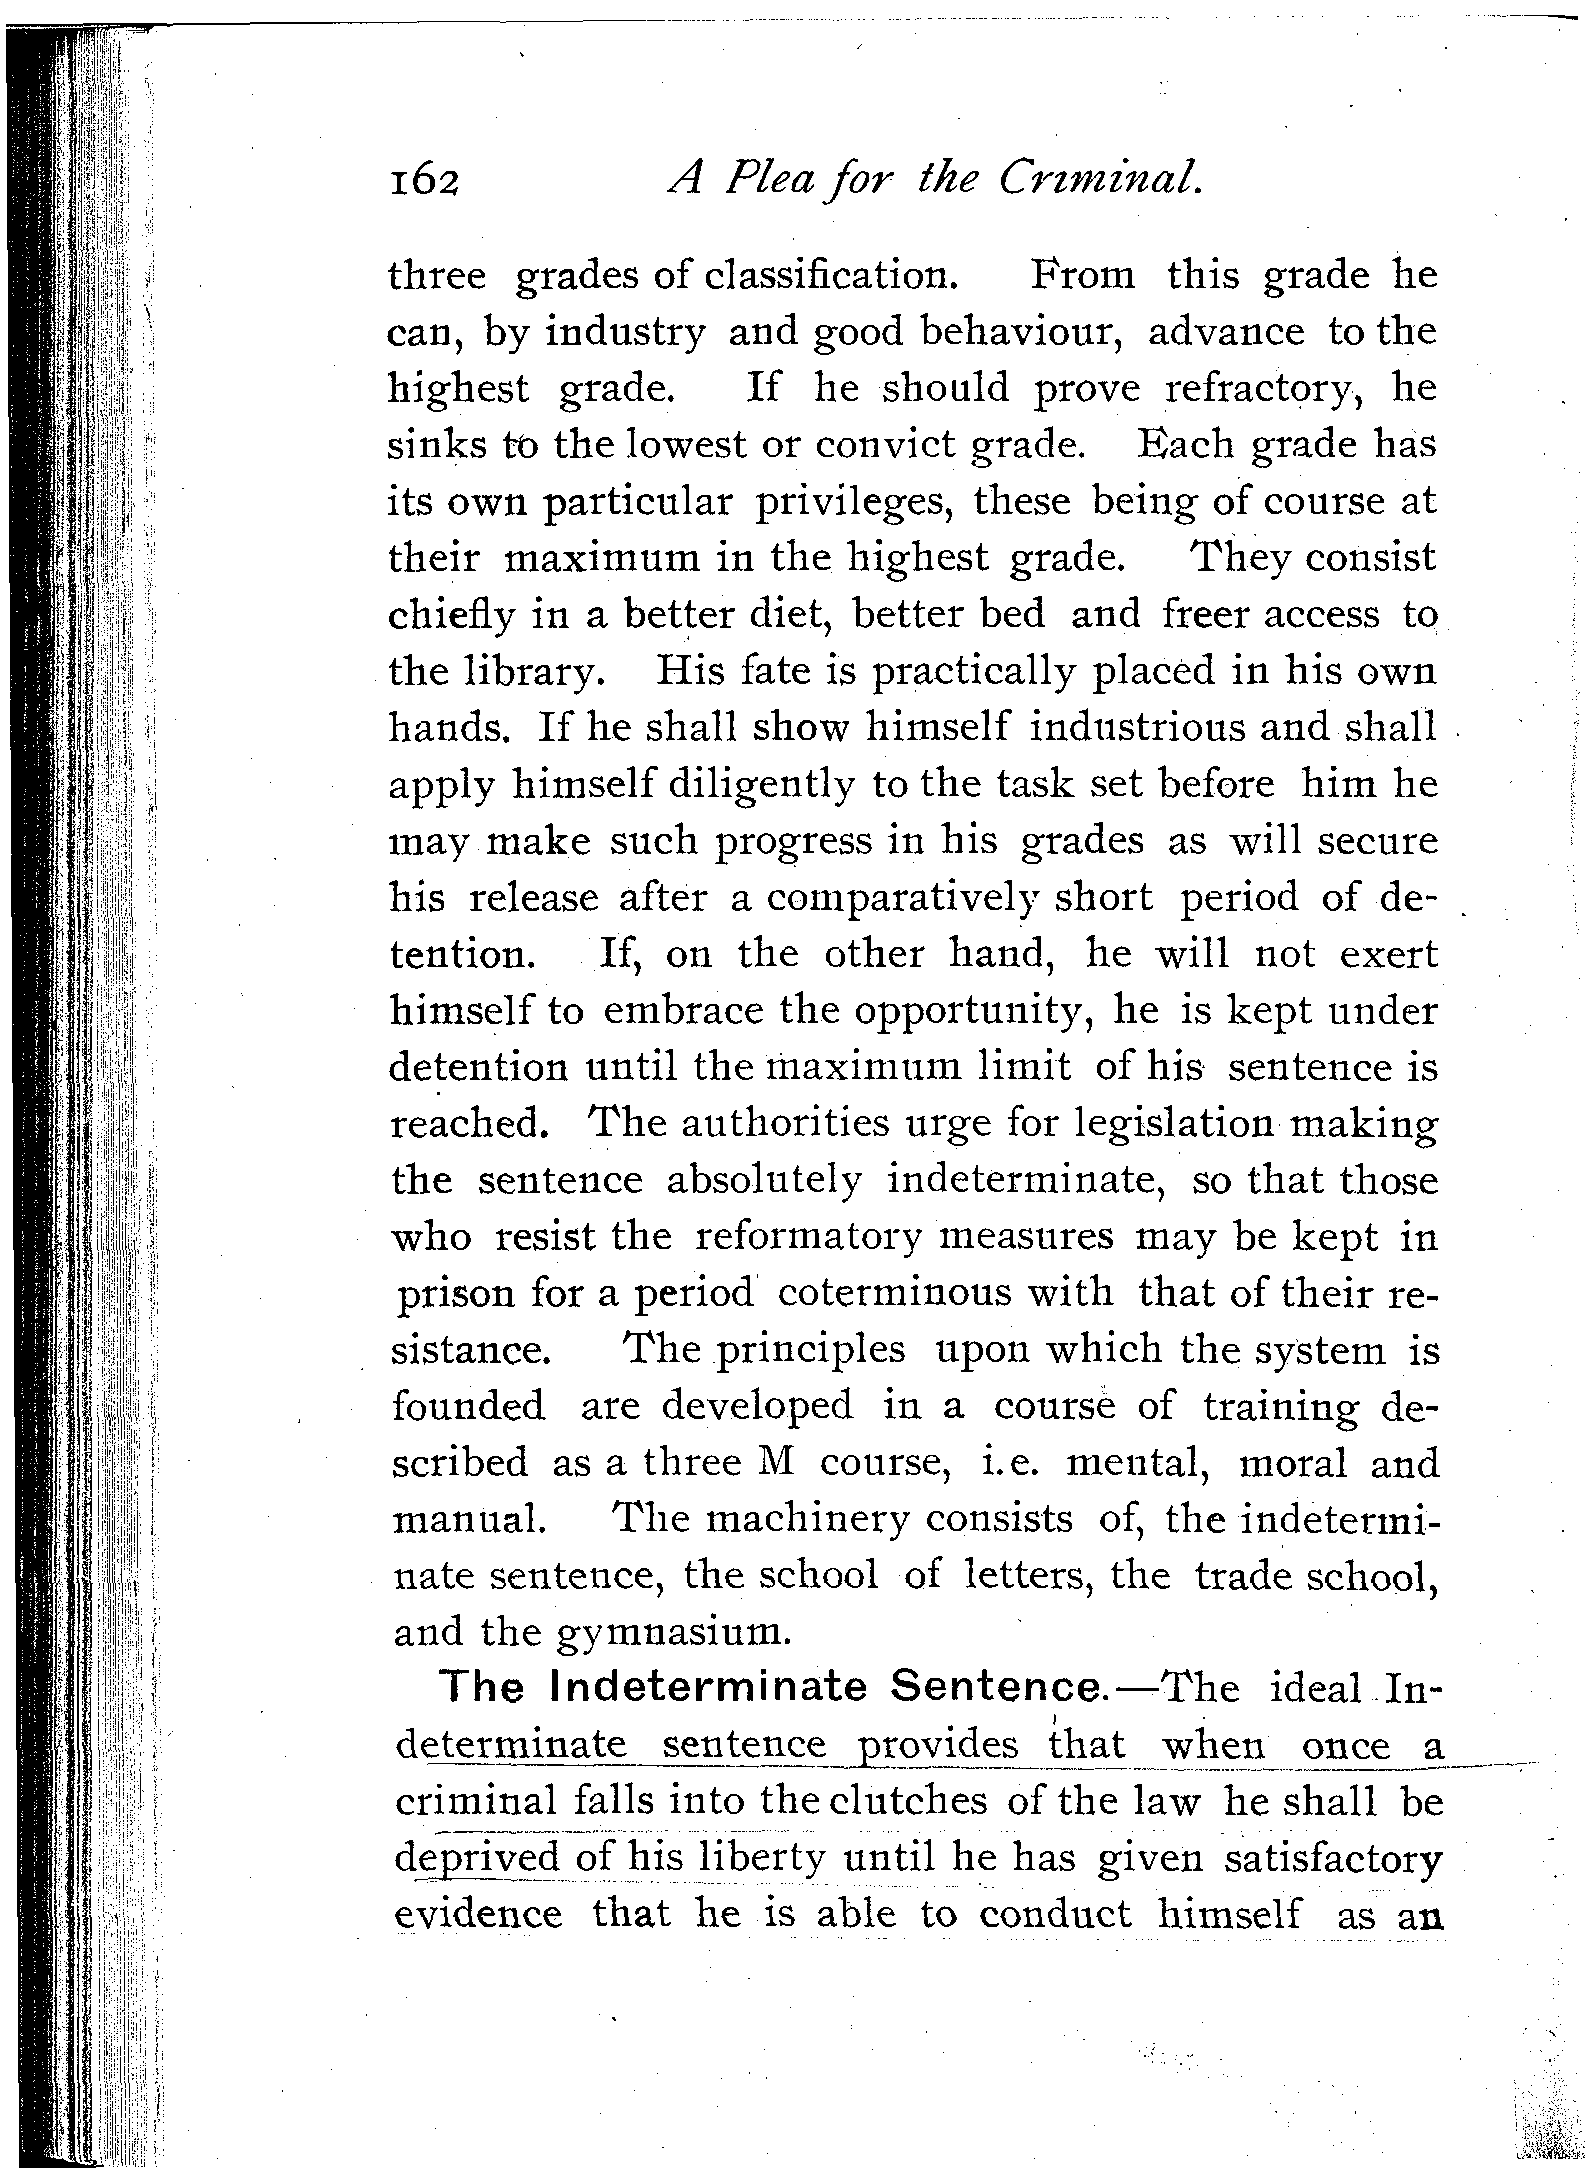 162 A Plea for the Criminal.
three grades of classification. From this grade he
can, by industry and good behaviour, advance to the
highest grade. If he should prove refractory, he
sinks to the lowest or convict grade. Each grade has
its own particular privileges, these being of course at
their maximum in the highest grade. They consist
chiefly in a better diet, better bed and freer access to
the library. His fate is practically placed in his own
hands. If he shall show himself industrious and shall
apply himself diligently to the task set before him he
may make such progress in his grades as will secure
his release after a comparatively short period of de-
tention. If, on the other hand, he will not exert
himself to embrace the opportunity, he is kept under
detention until the maximum limit of his sentence is
reached. The authorities urge for legislation making
the sentence absolutely indeterminate, so that those
who resist the reformatory measures may be kept in
prison for a period coterminous with that of their re-
sistance. The principles upon which the system is
founded are developed in a course of training de-
scribed as a three M course, i.e. mental, moral and
manual. The machinery consists of, the indetermi-
nate sentence, the school of letters, the trade school,
and the gymnasium.
The Indeterminate Sentence.—The ideal In-
determinate sentence provides that when once a
criminal falls into the clutches of the law he shall be
deprived of his liberty until he has given satisfactory
evidence that he is able to conduct himself as an